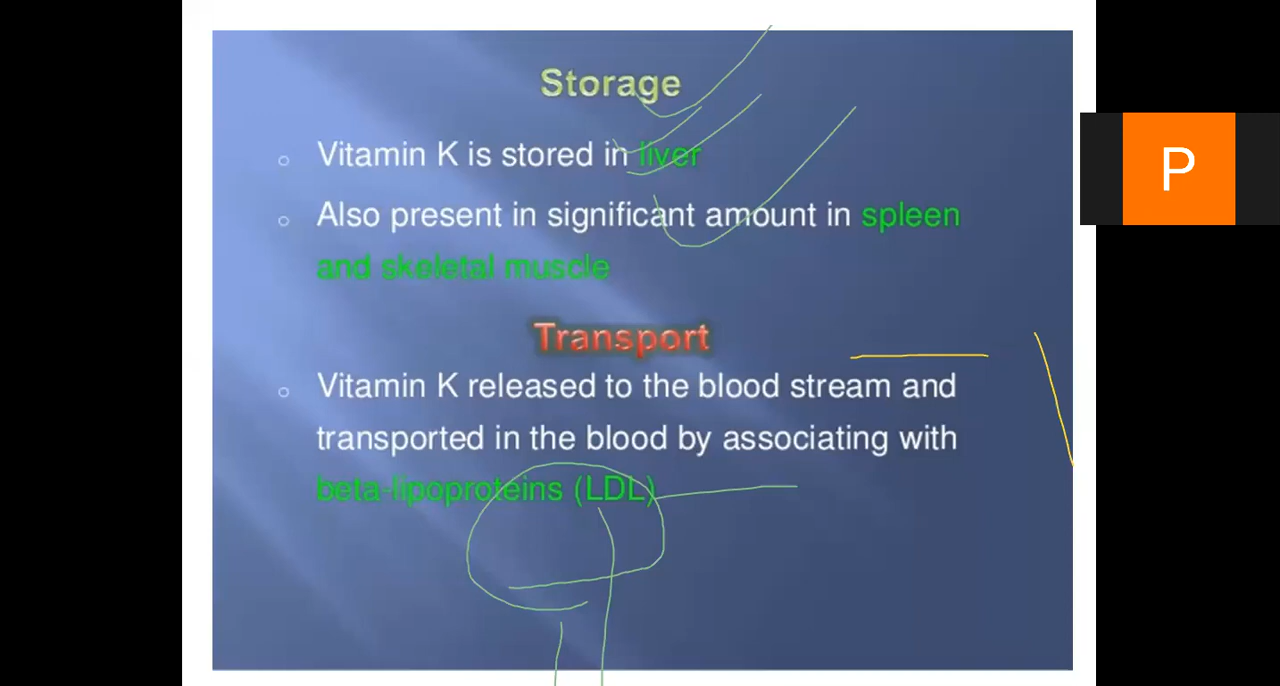 Storage
Vitamin K is stored in liver
Also present in significant amount in spleen
and skeletal muscle
Transport
Vitamin K released to the blood stream and
transported in the blood by associating with
beta-lipoproteins (LDL)
P